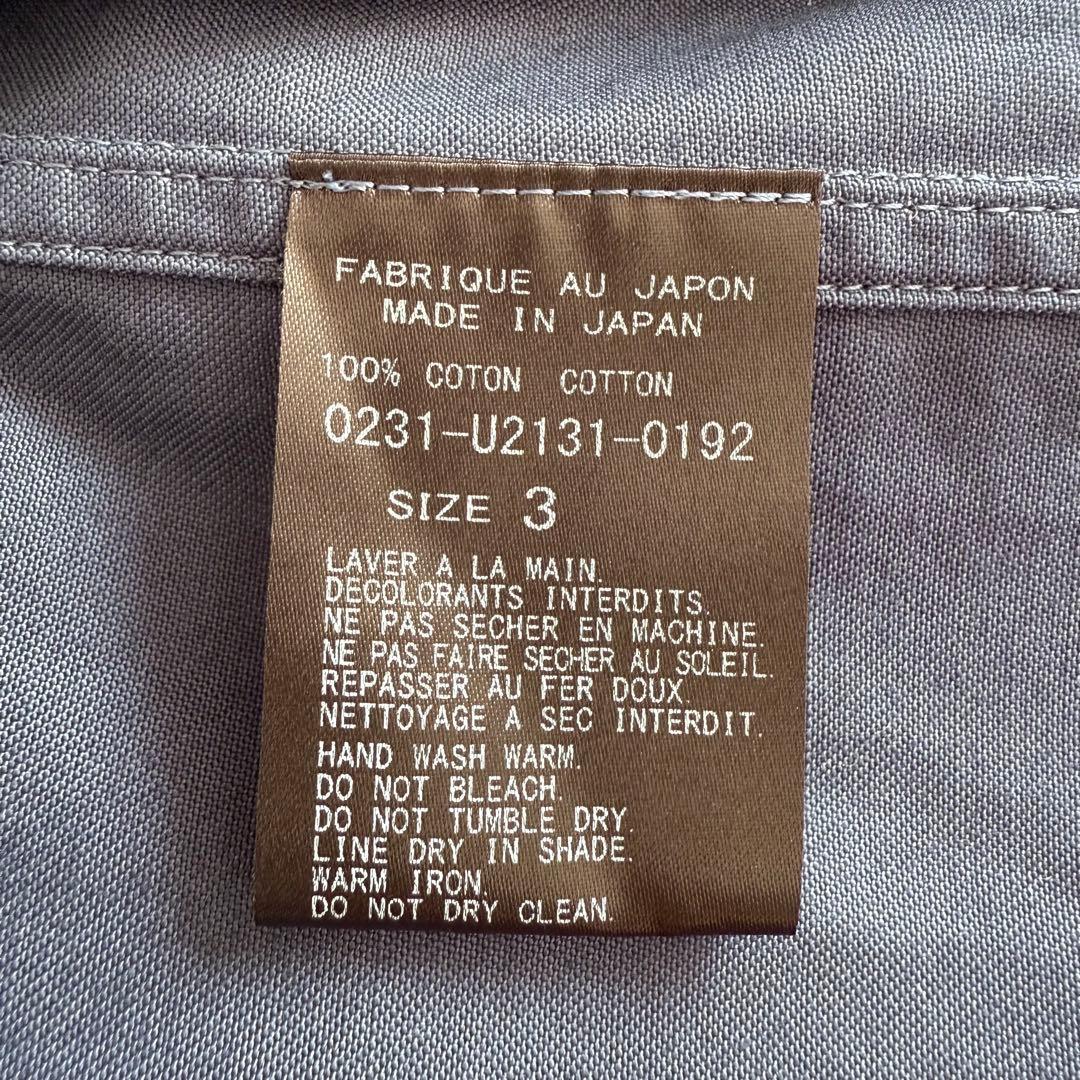 FABRIQUE AU JAPON
MADE IN JAPAN
100% COTON COTTON
0231-U2131-0192
SIZE 3
LAVER A LA MAIN.
DECOLORANTS INTERDITS.
NE PAS SECHER EN MACHINE.
NE PAS FAIRE SECHER AU SOLEIL.
REPASSER AU FER DOUX.
NETTOYAGE A SEC INTERDIT.
HAND WASH WARM.
DO NOT BLEACH.
DO NOT TUMBLE DRY.
LINE DRY IN SHADE.
WARM IRON.
DO NOT DRY CLEAN.